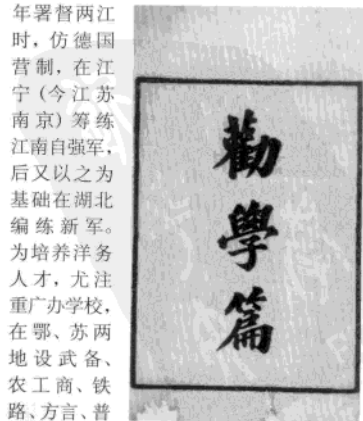 年署督两江
时，仿德国
营制，在江
宁（今江苏
南京）筹练
江南自强军，
后又以之为
基础在湖北
编练新军。
为培养洋务
人才，尤注
重广办学校，
在鄂、苏两
地设武备、
农工商、铁
路、方言、普
勸
學
篇